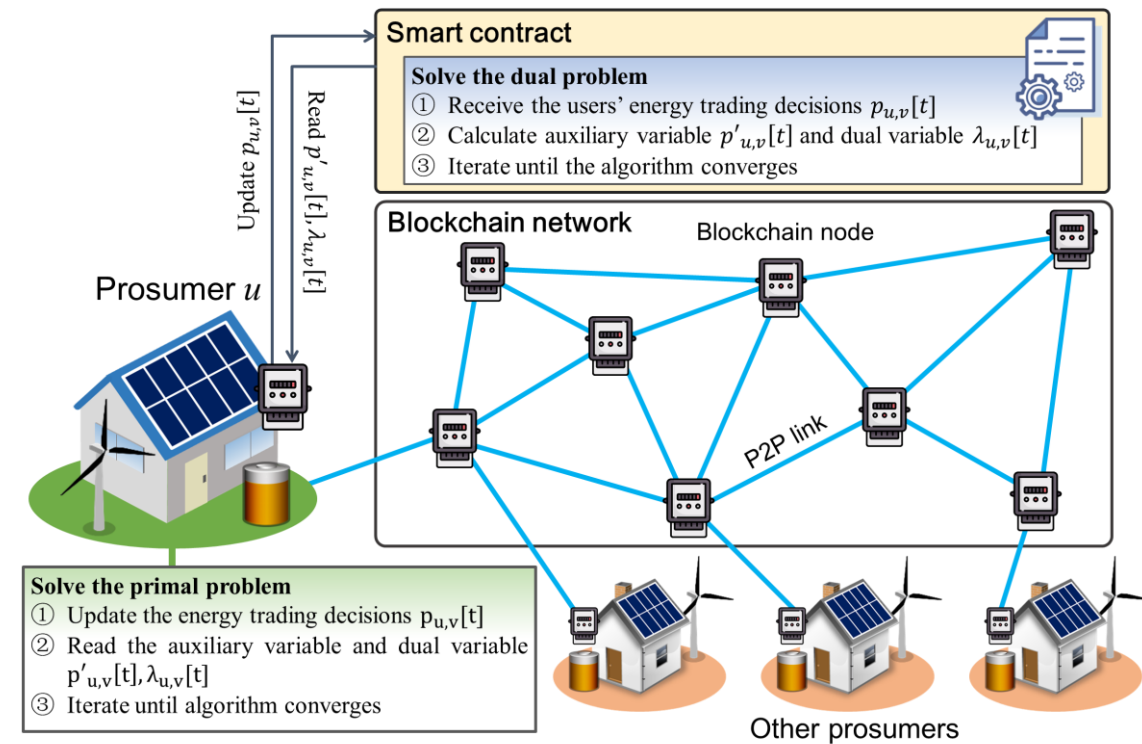 Smart contract
Solve the dual problem
① Receive the users' energy trading decisions p_{u,v}[t]
② Calculate auxiliary variable p'_{u,v}[t] and dual variable λ_{u,v}[t]
③ Iterate until the algorithm converges
Update p_{u,v}[t]
Read p'_{u,v}[t], λ_{u,v}[t]
Blockchain network
Blockchain node
Prosumer u
P2P link
Solve the primal problem
① Update the energy trading decisions p_{u,v}[t]
② Read the auxiliary variable and dual variable
p'_{u,v}[t], λ_{u,v}[t]
③ Iterate until algorithm converges
Other prosumers